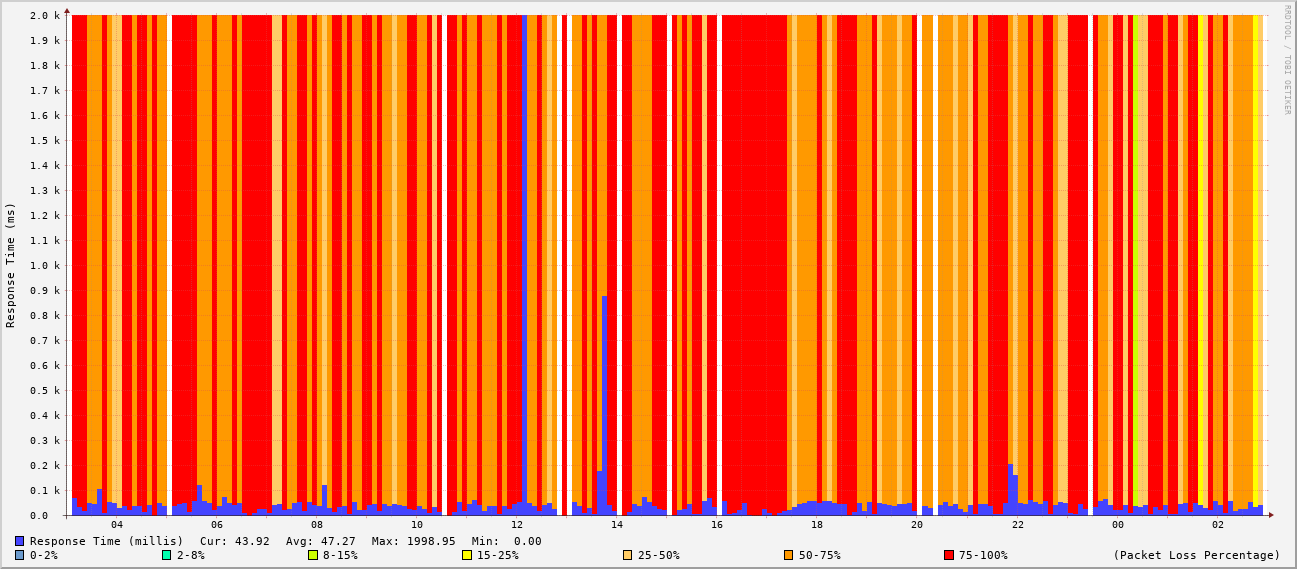 2.0 k
1.9 k
1.8 k
1.7 k
1.6 k
1.5 k
1.4 k
1.3 k
1.2 k
1.1 k
1.0 k
0.9 k
0.8 k
0.7 k
0.6 k
0.5 k
0.4 k
0.3 k
0.2 k
0.1 k
0.0
Response Time (ms)
RRDTOOL / TOBI OETIKER
04 06 08 10 12 14 16 18 20 22 00 02
Response Time (millis) Cur: 43.92 Avg: 47.27 Max: 1998.95 Min: 0.00
0-2% 2-8% 8-15% 15-25% 25-50% 50-75% 75-100% (Packet Loss Percentage)